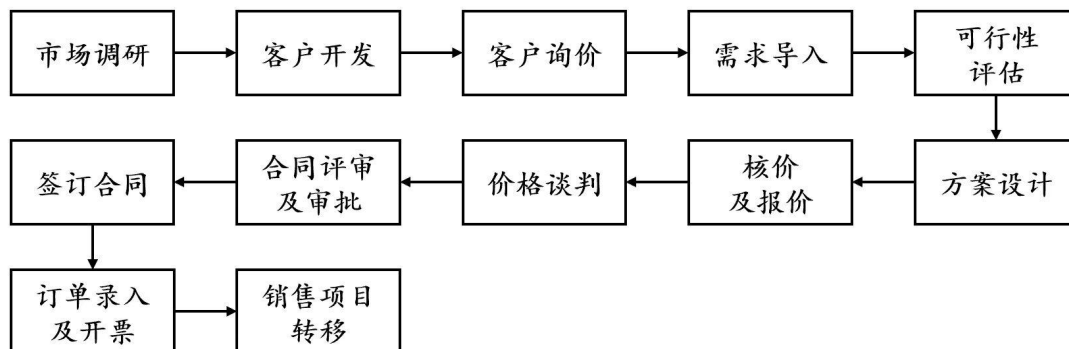 市场调研
客户开发
客户询价
需求导入
可行性
评估
方案设计
核价
及报价
价格谈判
合同评审
及审批
签订合同
订单录入
及开票
销售项目
转移